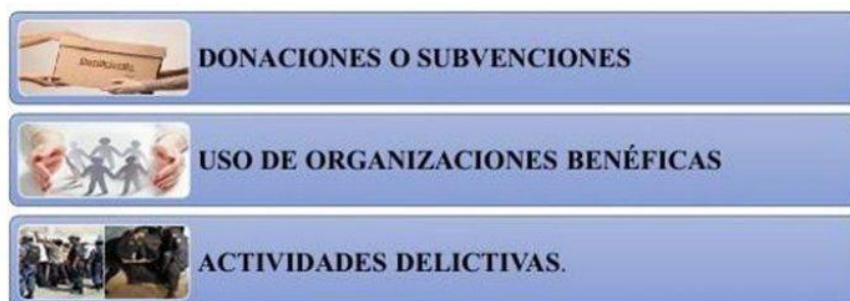 DONACIONES O SUBVENCIONES
USO DE ORGANIZACIONES BENÉFICAS
ACTIVIDADES DELICTIVAS.